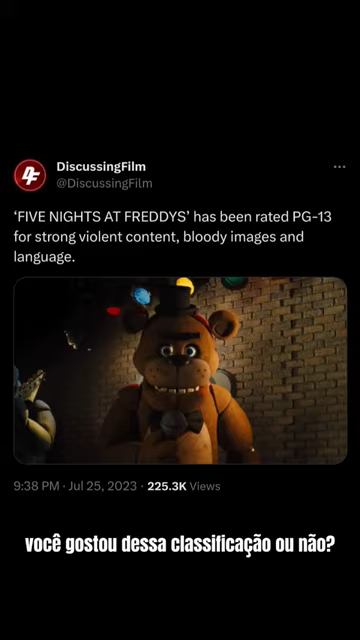 DF
DiscussingFilm
@DiscussingFilm
‘FIVE NIGHTS AT FREDDYS’ has been rated PG-13
for strong violent content, bloody images and
language.
9:38 PM · Jul 25, 2023 · 225.3K Views
você gostou dessa classificação ou não?